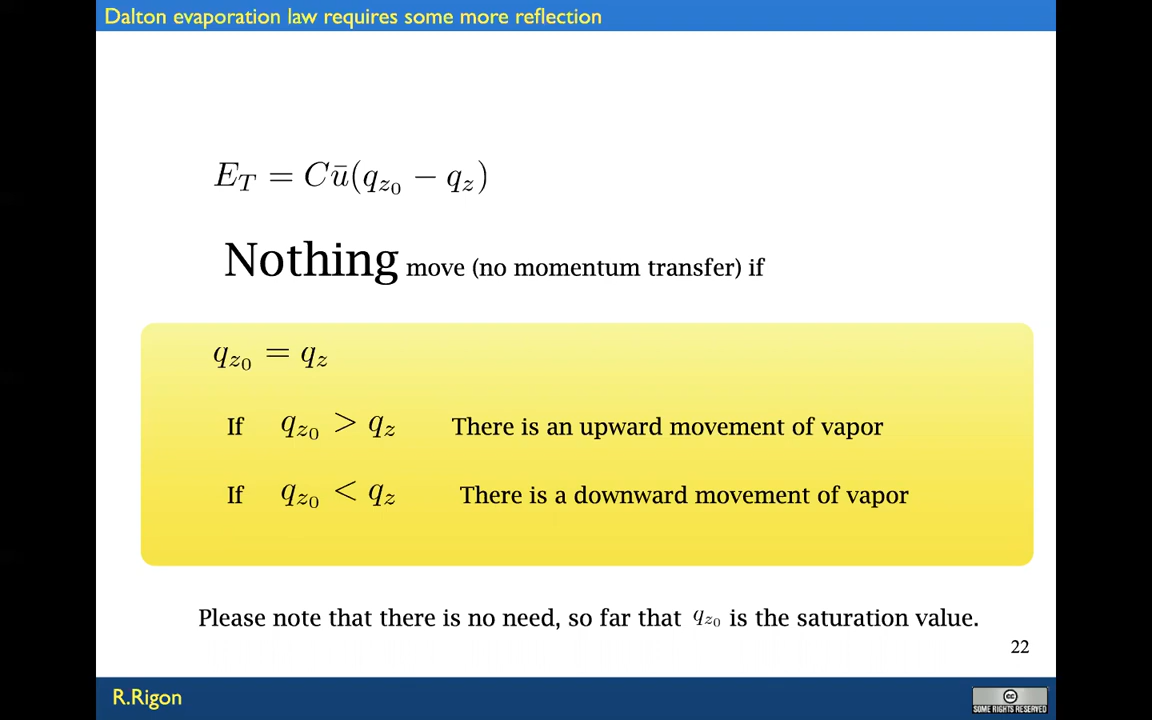 Dalton evaporation law requires some more reflection
E_T = C\bar{u}(q_{z_0} − q_z)
Nothing move (no momentum transfer) if
q_{z_0} = q_z
If q_{z_0} > q_z There is an upward movement of vapor
If q_{z_0} < q_z There is a downward movement of vapor
Please note that there is no need, so far that q_{z_0} is the saturation value.
22
R.Rigon
cc
SOME RIGHTS RESERVED